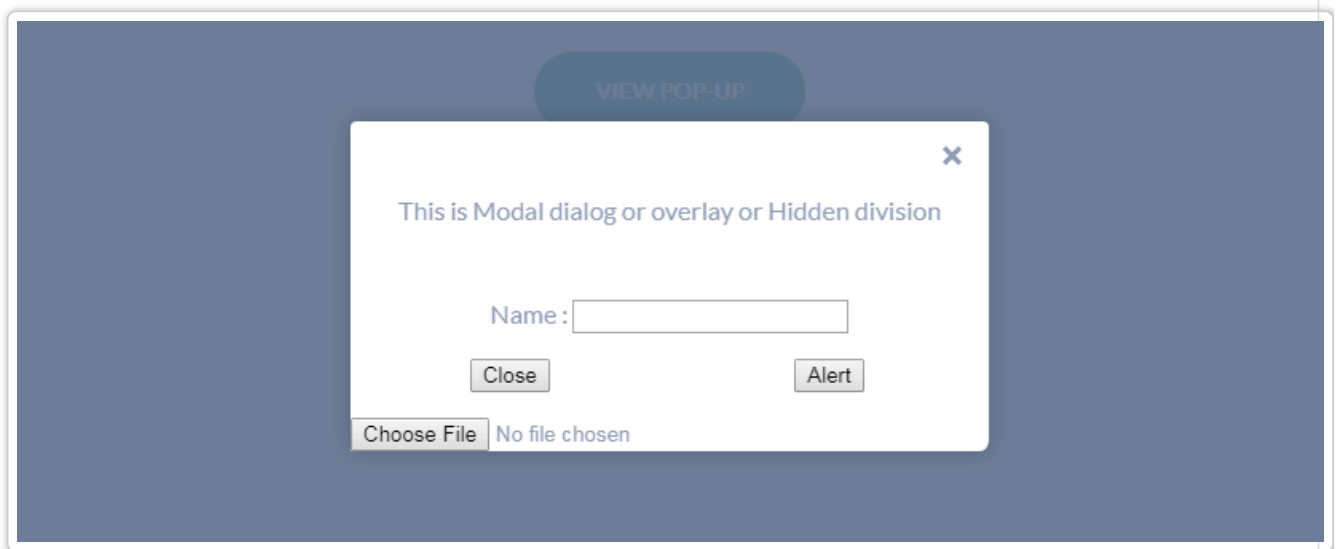 VIEW POP-UP
×
This is Modal dialog or overlay or Hidden division
Name :
Close Alert
Choose File No file chosen